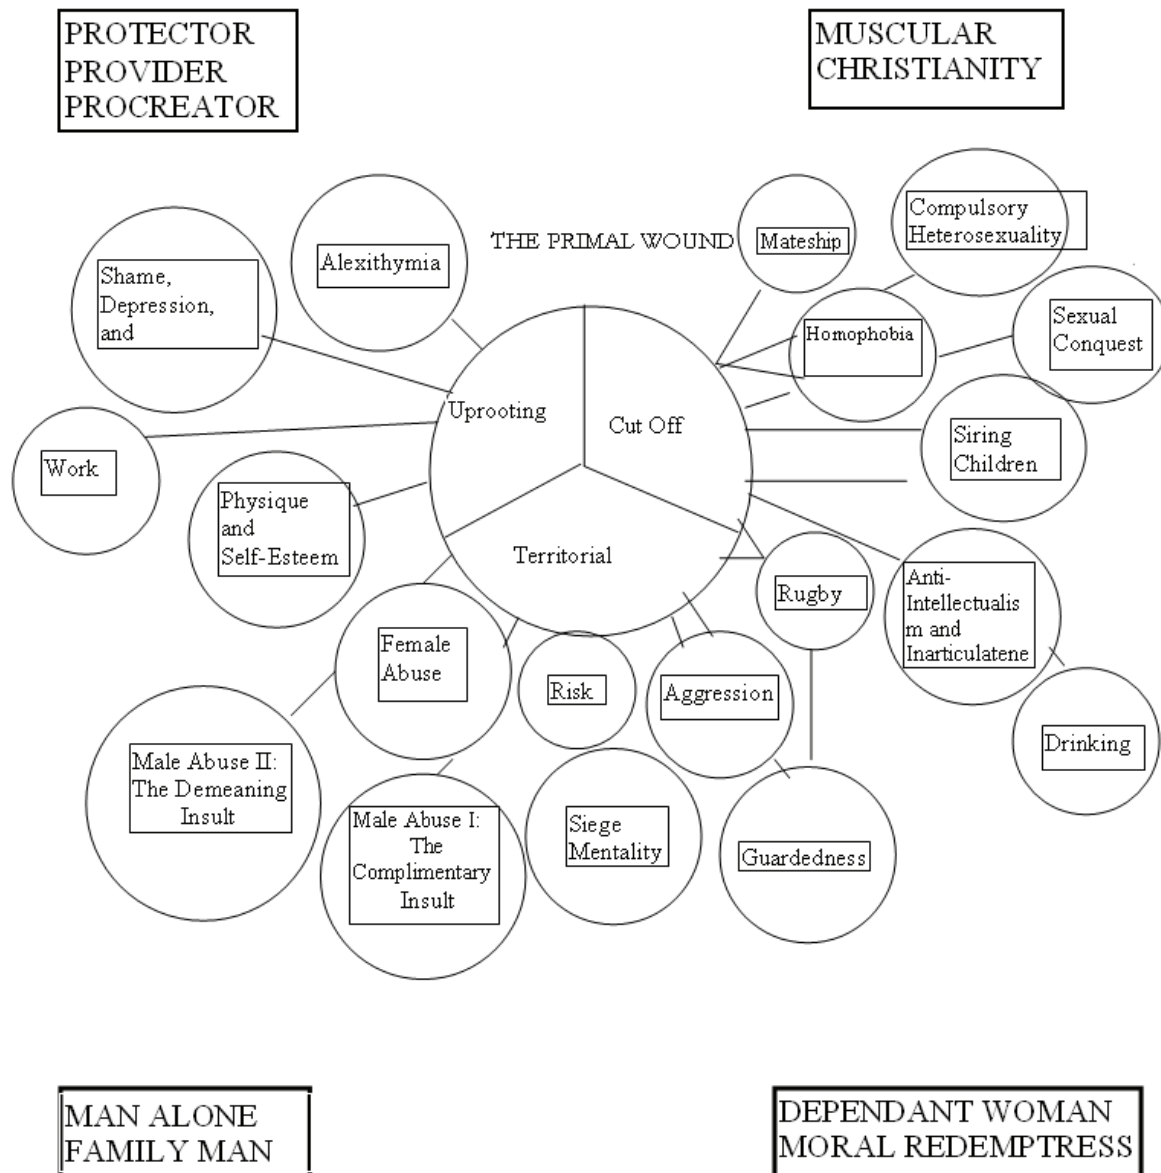 PROTECTOR
PROVIDER
PROCREATOR
MUSCULAR
CHRISTIANITY
THE PRIMAL WOUND
Mateship
Compulsory
Heterosexuality
Alexithymia
Shame,
Depression,
and
Homophobia
Sexual
Conquest
Uprooting
Cut Off
Siring
Children
Work
Physique
and
Self-Esteem
Territorial
Rugby
Anti-
Intellectualis
m and
Inarticulatene
Female
Abuse
Risk
Aggression
Drinking
Male Abuse II:
The Demeaning
Insult
Male Abuse I:
The
Complimentary
Insult
Siege
Mentality
Guardedness
MAN ALONE
FAMILY MAN
DEPENDANT WOMAN
MORAL REDEMPTRESS